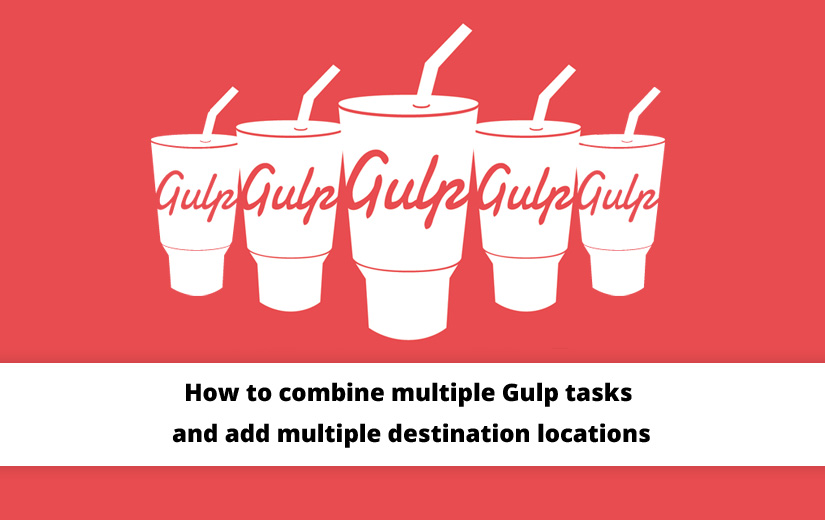 Gulp Gulp Gulp Gulp Gulp
How to combine multiple Gulp tasks
and add multiple destination locations